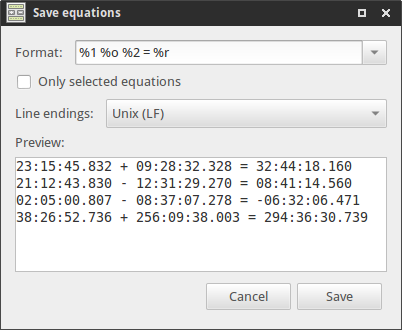 Save equations
Format: %1 %o %2 = %r
Only selected equations
Line endings: Unix (LF)
Preview:
23:15:45.832 + 09:28:32.328 = 32:44:18.160
21:12:43.830 - 12:31:29.270 = 08:41:14.560
02:05:00.807 - 08:37:07.278 = -06:32:06.471
38:26:52.736 + 256:09:38.003 = 294:36:30.739
Cancel Save